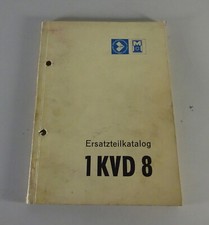 Ersatzteilkatalog
1 KVD 8